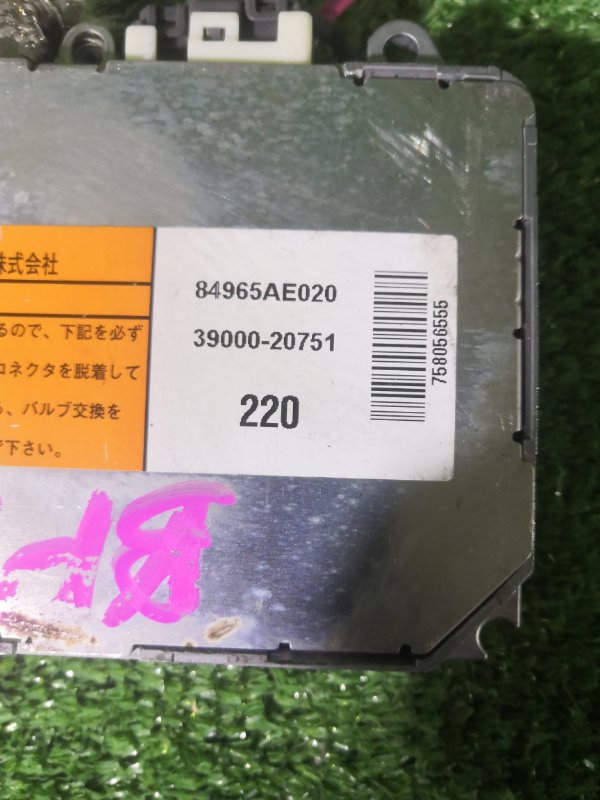 株式会社
るので、下記を必ず
コネクタを脱着して
、バルブ交換を
下さい。
84965AE020
39000-20751
220
758056555